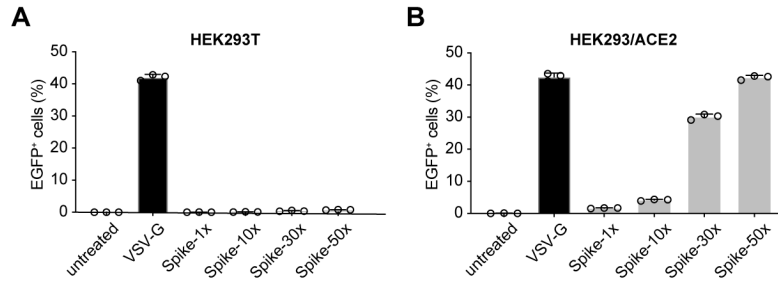 A
HEK293T
EGFP⁺ cells (%)
50
40
30
20
10
0
untreated
VSV-G
Spike-1x
Spike-10x
Spike-30x
Spike-50x
B
HEK293/ACE2
EGFP⁺ cells (%)
50
40
30
20
10
0
untreated
VSV-G
Spike-1x
Spike-10x
Spike-30x
Spike-50x